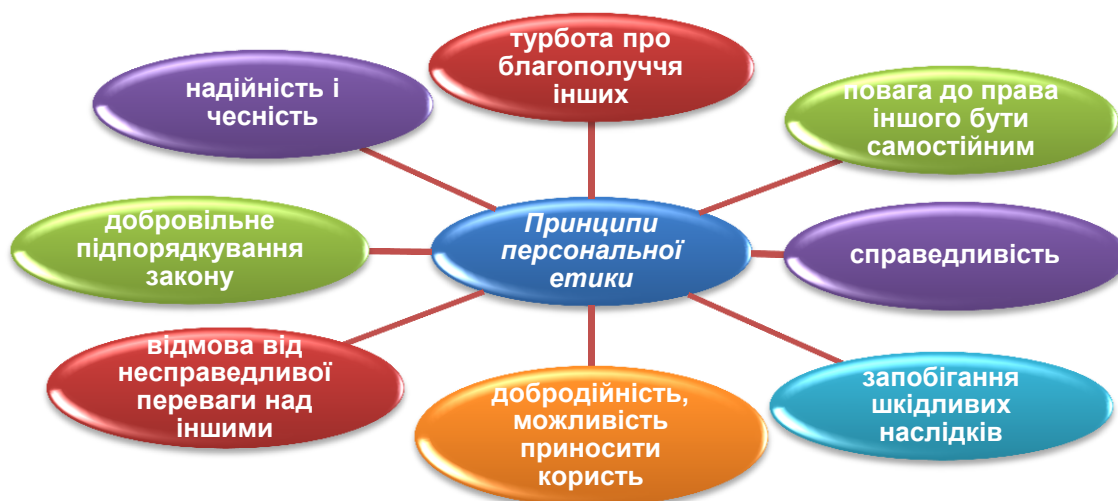 турбота про
благополуччя
інших
надійність і
чесність
повага до права
іншого бути
самостійним
добровільне
підпорядкування
закону
Принципи
персональної
етики
справедливість
відмова від
несправедливої
переваги над
іншими
добродійність,
можливість
приносити
користь
запобігання
шкідливих
наслідків